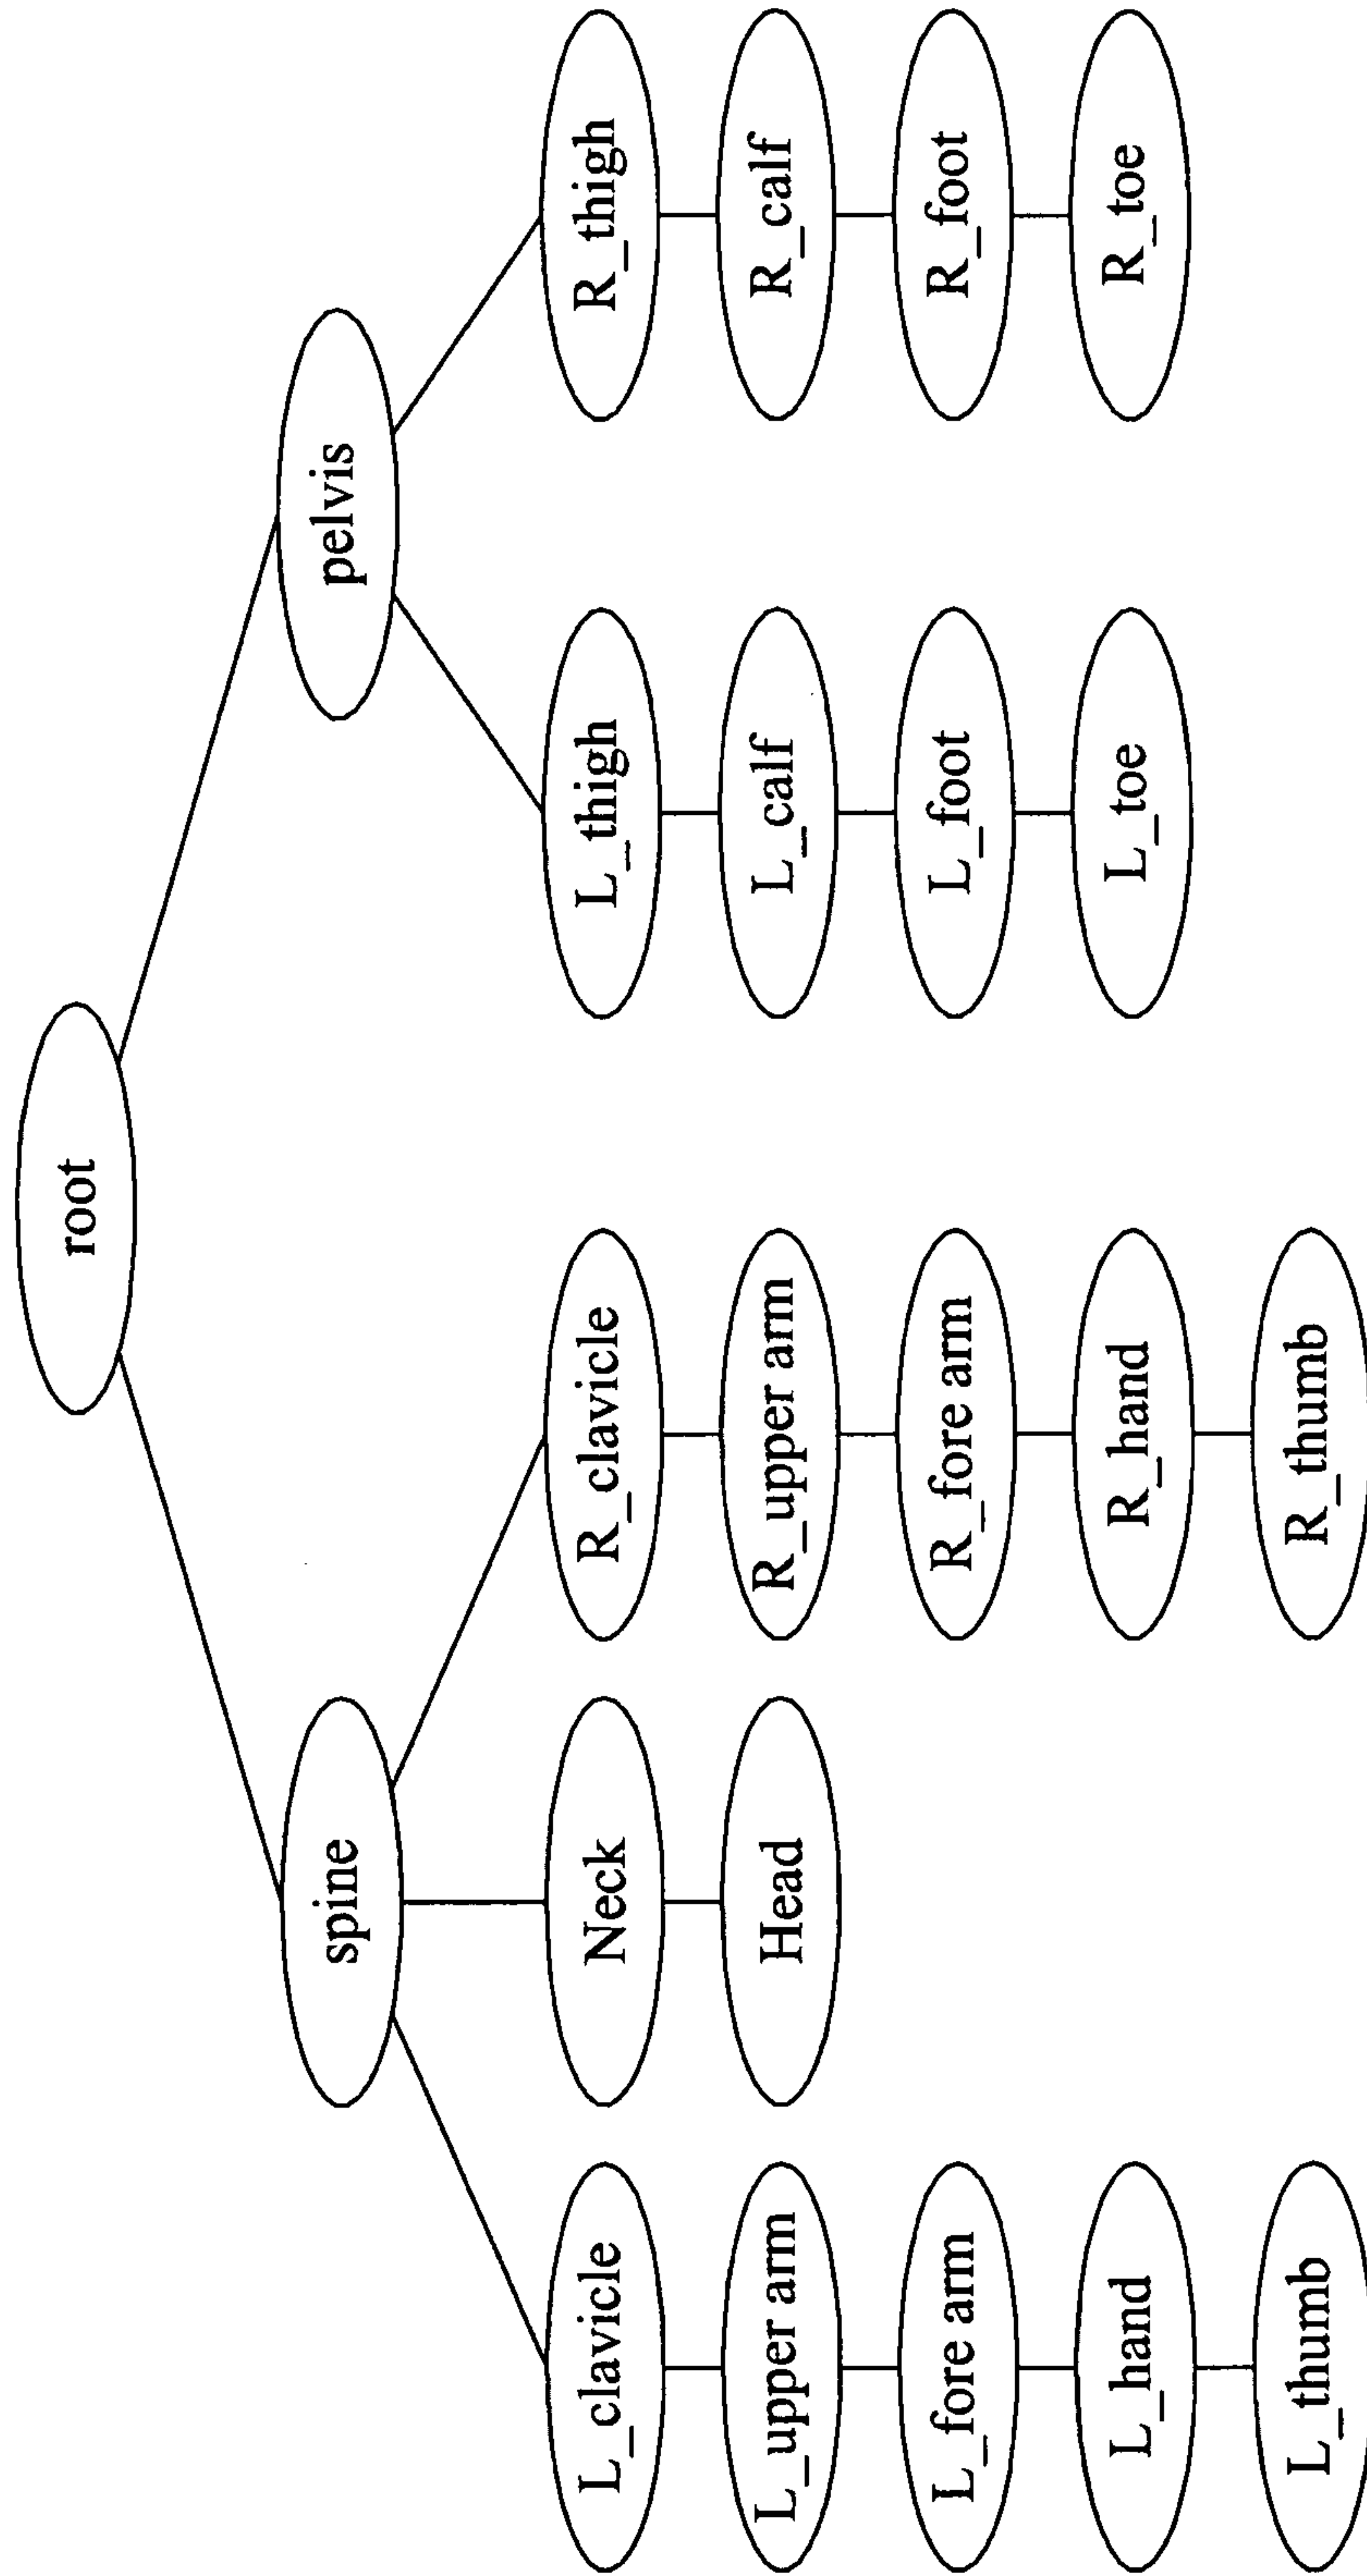 root
spine
pelvis
L_clavicle
Neck
R_clavicle
L_thigh
R_thigh
L_upper arm
Head
R_upper arm
L_calf
R_calf
L_fore arm
R_fore arm
L_foot
R_foot
L_hand
R_hand
L_toe
R_toe
L_thumb
R_thumb